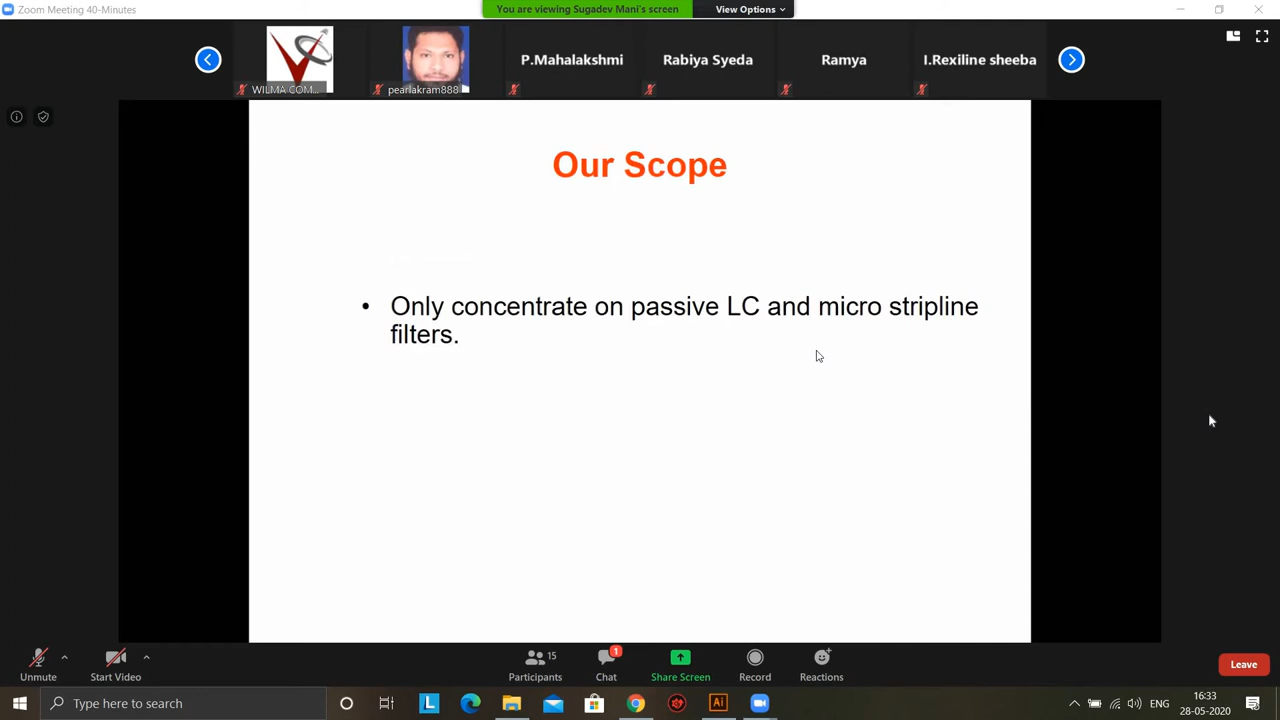 Zoom Meeting 40-Minutes
You are viewing Sugadev Mani's screen
View Options
WILMA COM...
pearlakram888
P.Mahalakshmi
Rabiya Syeda
Ramya
I.Rexiline sheeba
Our Scope
• Only concentrate on passive LC and micro stripline
filters.
Unmute
Start Video
15
Participants
1
Chat
Share Screen
Record
Reactions
Leave
Type here to search
L
Ai
ENG
16:33
28-05-2020